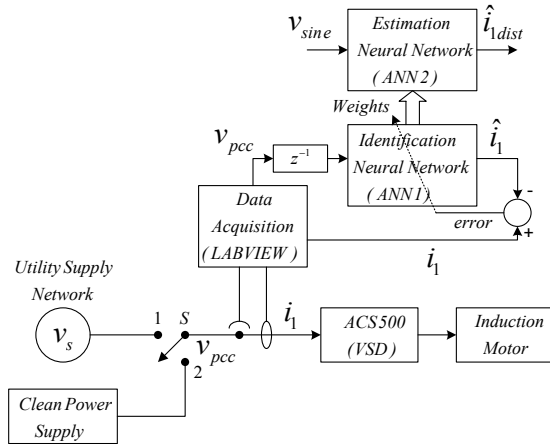 v_sine
Estimation
Neural Network
(ANN2)
î_1dist
Weights
v_pcc
z^-1
Identification
Neural Network
(ANN1)
î_1
-
+
error
Data
Acquisition
(LABVIEW)
i_1
Utility Supply
Network
v_s
1
S
2
v_pcc
i_1
ACS500
(VSD)
Induction
Motor
Clean Power
Supply